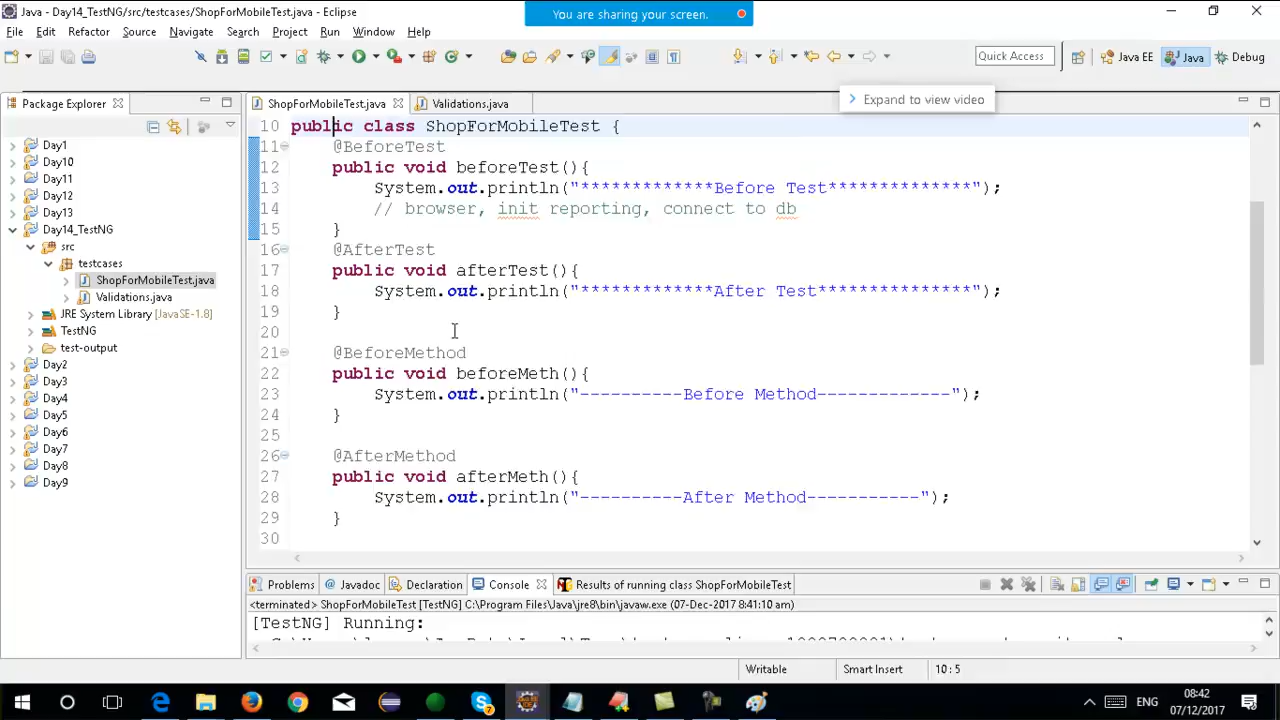 Java - Day14_TestNG/src/testcases/ShopForMobileTest.java - Eclipse
You are sharing your screen.
File Edit Refactor Source Navigate Search Project Run Window Help
Quick Access
Java EE
Java
Debug
Expand to view video
Package Explorer
ShopForMobileTest.java
Validations.java
Day1
Day10
Day11
Day12
Day13
Day14_TestNG
src
testcases
ShopForMobileTest.java
Validations.java
JRE System Library [JavaSE-1.8]
TestNG
test-output
Day2
Day3
Day4
Day5
Day6
Day7
Day8
Day9
10 public class ShopForMobileTest {
11 @BeforeTest
12 public void beforeTest(){
13 System.out.println("*************Before Test**************");
14 // browser, init reporting, connect to db
15 }
16 @AfterTest
17 public void afterTest(){
18 System.out.println("*************After Test***************");
19 }
20
21 @BeforeMethod
22 public void beforeMeth(){
23 System.out.println("----------Before Method-------------");
24 }
25
26 @AfterMethod
27 public void afterMeth(){
28 System.out.println("----------After Method-----------");
29 }
30
Problems @ Javadoc Declaration Console Results of running class ShopForMobileTest
<terminated> ShopForMobileTest [TestNG] C:\Program Files\Java\jre8\bin\javaw.exe (07-Dec-2017 8:41:10 am)
[TestNG] Running:
Writable
Smart Insert
10:5
ENG
08:42
07/12/2017